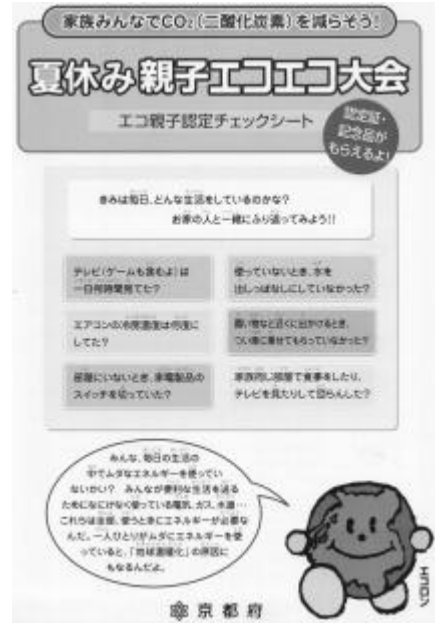 家族みんなでCO₂(二酸化炭素)を減らそう!
夏休み親子エコエコ大会
エコ親子認定チェックシート
認定証・
記念品が
もらえるよ!
きみは毎日、どんな生活をしているのかな?
お家の人と一緒にふり返ってみよう!!
テレビ(ゲームも含むよ)は
一日何時間見てた?
使っていないとき、水を
出しっぱなしにしていなかった?
エアコンの冷房温度は何度に
してた?
買い物など近くに出かけるとき、
つい車に乗せてもらっていなかった?
部屋にいないとき、家電製品の
スイッチを切っていた?
家族同じ部屋で食事をしたり、
テレビを見たりして団らんした?
みんな、毎日の生活の
中でムダなエネルギーを使ってい
ないかい? みんなが便利な生活を送る
ためになにげなく使っている電気、ガス、水道…
これらは全部、使うときにエネルギーが必要な
んだ。一人ひとりがムダにエネルギーを使
っていると、「地球温暖化」の原因に
もなるんだよ。
エコロン
京都府